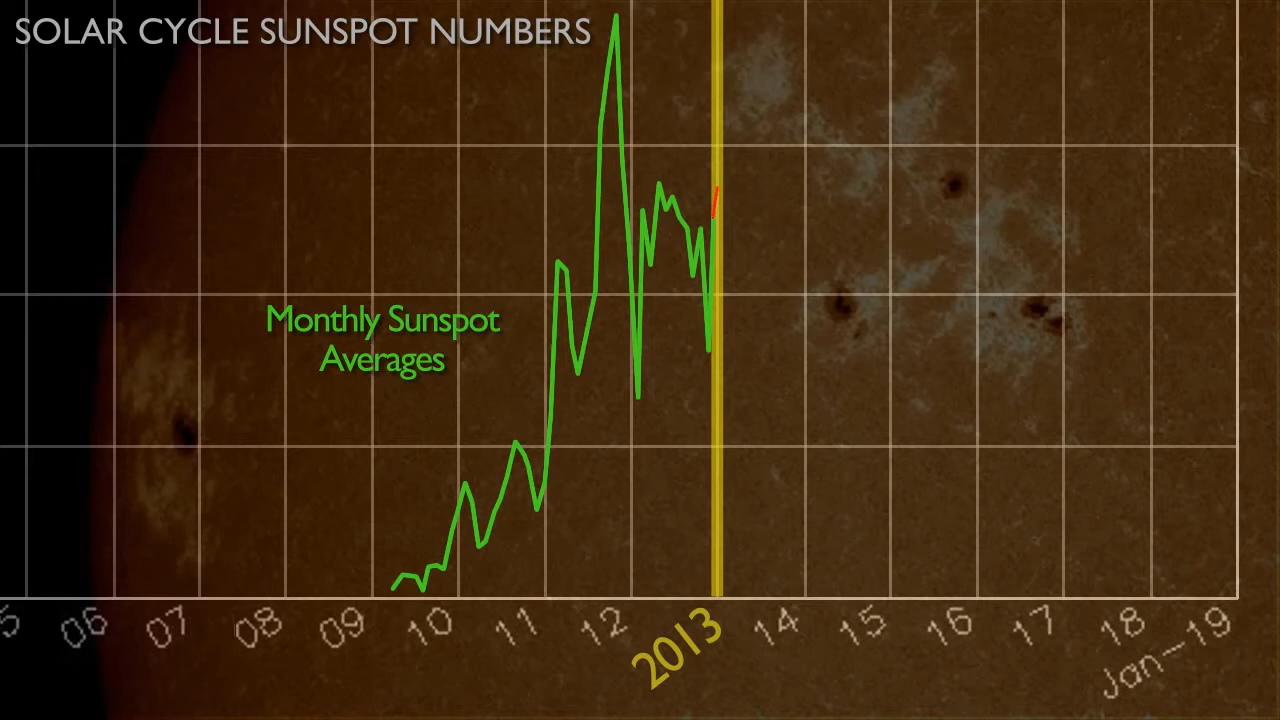 SOLAR CYCLE SUNSPOT NUMBERS
Monthly Sunspot
Averages
5 06 07 08 09 10 11 12 2013 14 15 16 17 18 Jan-19